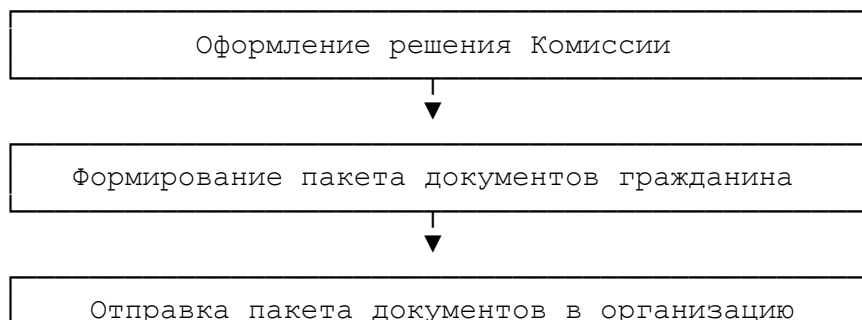 Оформление решения Комиссии
Формирование пакета документов гражданина
Отправка пакета документов в организацию